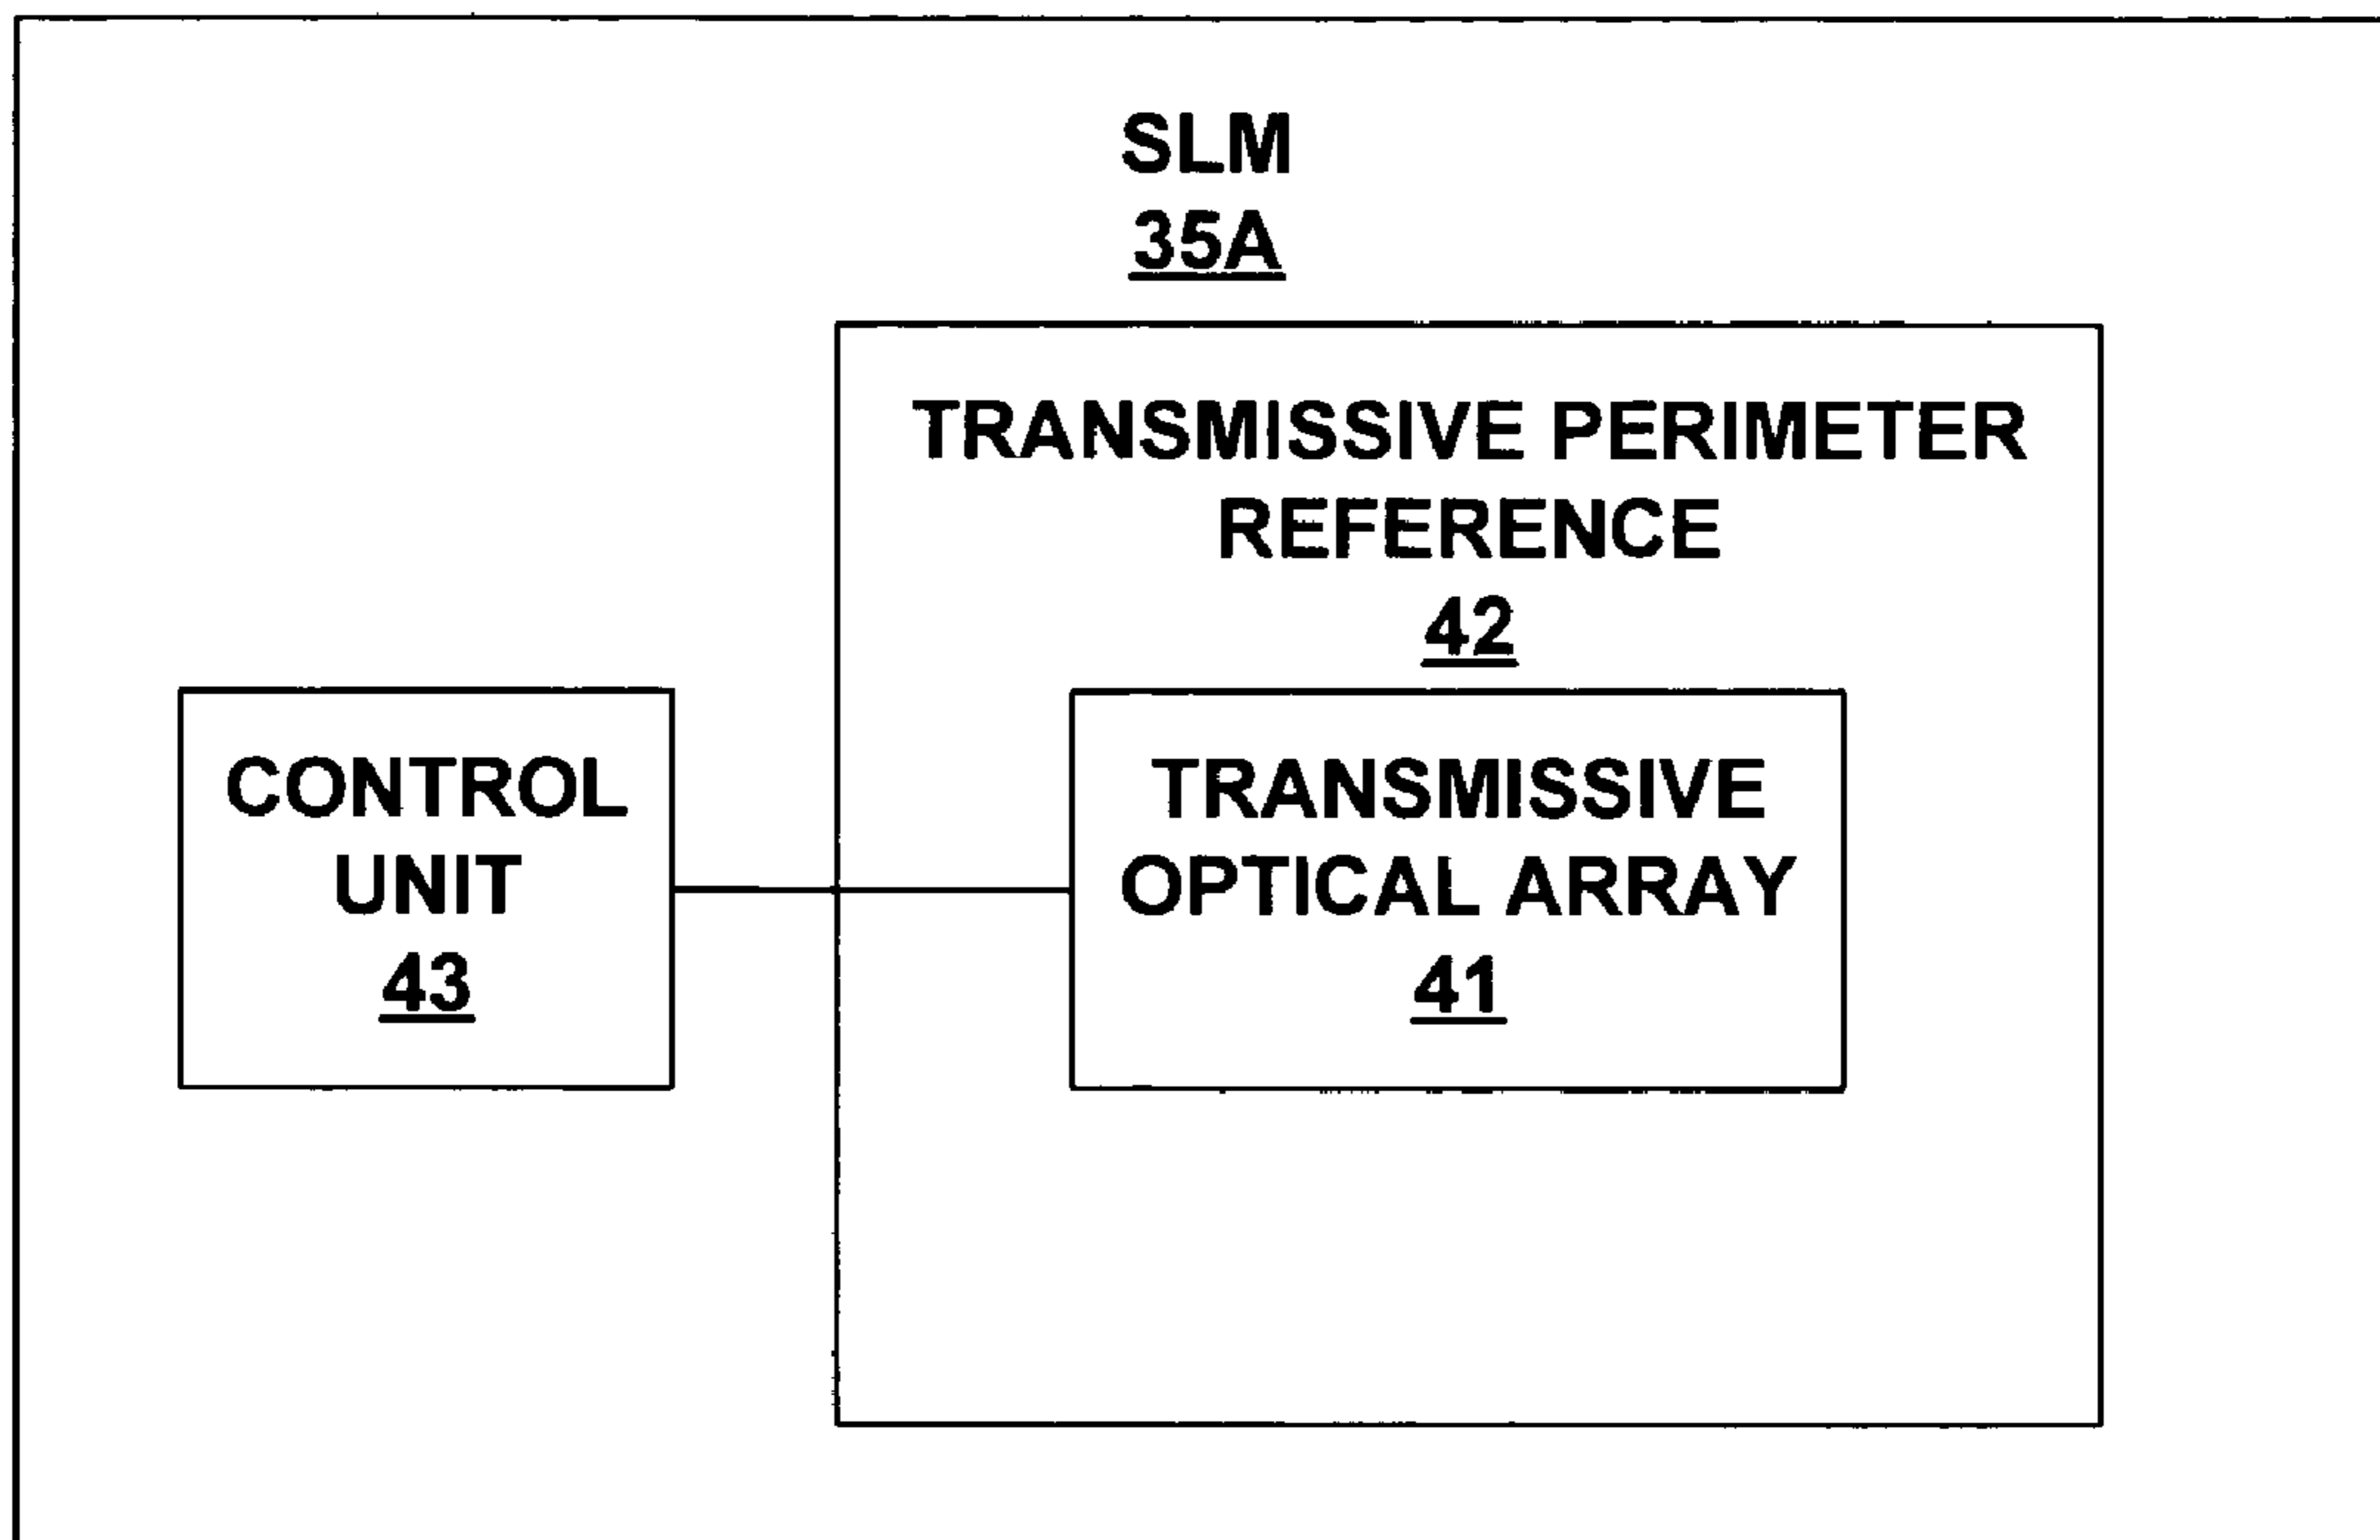 SLM
35A
TRANSMISSIVE PERIMETER
REFERENCE
42
CONTROL
UNIT
43
TRANSMISSIVE
OPTICAL ARRAY
41